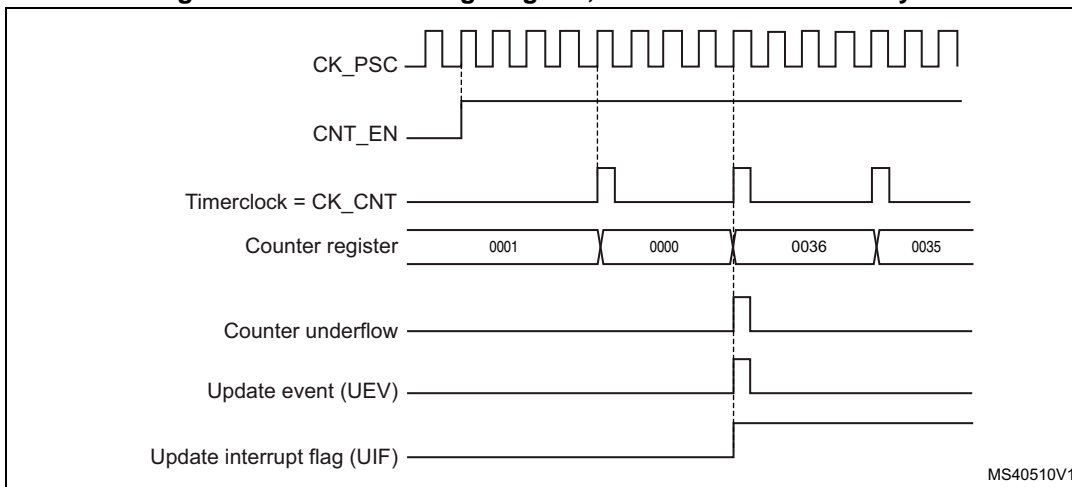 CK_PSC
CNT_EN
Timerclock = CK_CNT
Counter register 0001 0000 0036 0035
Counter underflow
Update event (UEV)
Update interrupt flag (UIF)
MS40510V1